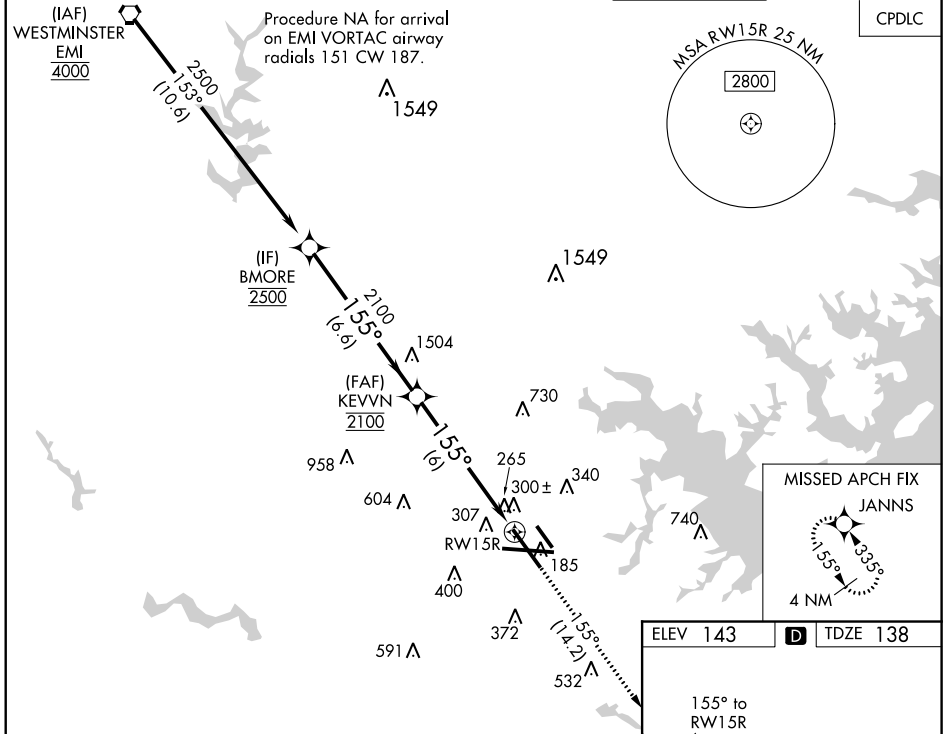 (IAF)
WESTMINSTER
EMI
4000
Procedure NA for arrival
on EMI VORTAC airway
radials 151 CW 187.
CPDLC
MSA RW15R 25 NM
2800
2500
153°
(10.6)
1549
(IF)
BMORE
2500
1549
2100
155°
(6.6)
1504
(FAF)
KEVVN
2100
730
155°
(6)
958
265
300±
340
604
307
RW15R
740
185
400
372
591
155°
(14.2)
532
MISSED APCH FIX
JANNS
155°
335°
4 NM
ELEV 143
D
TDZE 138
155° to
RW15R